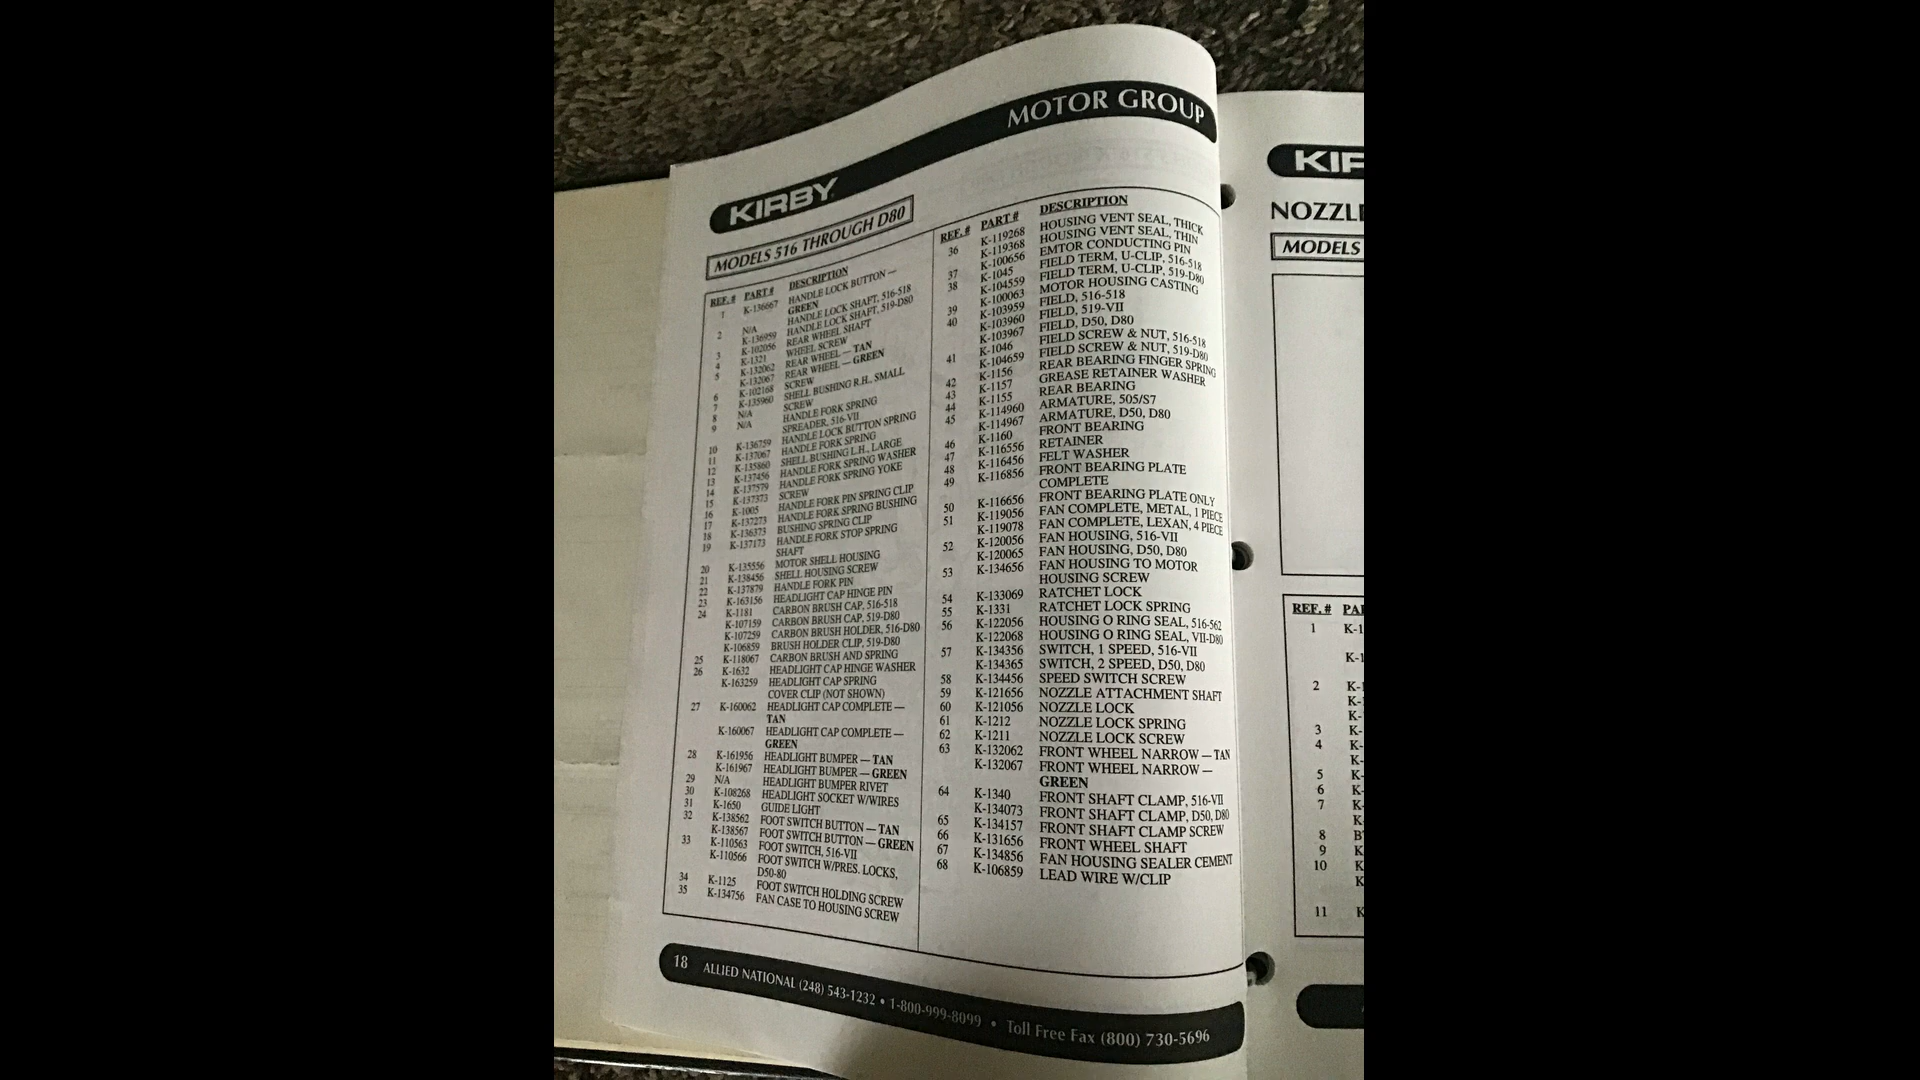 KIRBY MOTOR GROUP
MODELS 516 THROUGH D80
REF. # PART # DESCRIPTION
1 K-136667 HANDLE LOCK BUTTON —
GREEN
2 N/A HANDLE LOCK SHAFT, 516-518
K-136959 HANDLE LOCK SHAFT, 519-D80
3 K-102056 REAR WHEEL SHAFT
4 K-1321 WHEEL SCREW
5 K-132062 REAR WHEEL — TAN
K-132067 REAR WHEEL — GREEN
6 K-102168 SCREW
7 K-135960 SHELL BUSHING R.H., SMALL
8 N/A SCREW
9 N/A HANDLE FORK SPRING
SPREADER, 516-VII
10 K-136759 HANDLE LOCK BUTTON SPRING
11 K-137067 HANDLE FORK SPRING
12 K-135860 SHELL BUSHING L.H., LARGE
13 K-137456 HANDLE FORK SPRING WASHER
14 K-137579 HANDLE FORK SPRING YOKE
15 K-137373 SCREW
16 K-1005 HANDLE FORK PIN SPRING CLIP
17 K-137273 HANDLE FORK SPRING BUSHING
18 K-136373 BUSHING SPRING CLIP
19 K-137173 HANDLE FORK STOP SPRING
SHAFT
20 K-135556 MOTOR SHELL HOUSING
21 K-138456 SHELL HOUSING SCREW
22 K-137879 HANDLE FORK PIN
23 K-163156 HEADLIGHT CAP HINGE PIN
24 K-1181 CARBON BRUSH CAP, 516-518
K-107159 CARBON BRUSH CAP, 519-D80
K-107259 CARBON BRUSH HOLDER, 516-D80
K-106859 BRUSH HOLDER CLIP, 519-D80
25 K-118067 CARBON BRUSH AND SPRING
26 K-1632 HEADLIGHT CAP HINGE WASHER
K-163259 HEADLIGHT CAP SPRING
COVER CLIP (NOT SHOWN)
27 K-160062 HEADLIGHT CAP COMPLETE —
TAN
K-160067 HEADLIGHT CAP COMPLETE —
GREEN
28 K-161956 HEADLIGHT BUMPER — TAN
K-161967 HEADLIGHT BUMPER — GREEN
29 N/A HEADLIGHT BUMPER RIVET
30 K-108268 HEADLIGHT SOCKET W/WIRES
31 K-1650 GUIDE LIGHT
32 K-138562 FOOT SWITCH BUTTON — TAN
K-138567 FOOT SWITCH BUTTON — GREEN
33 K-110563 FOOT SWITCH, 516-VII
K-110566 FOOT SWITCH W/PRES. LOCKS,
D50-80
34 K-1125 FOOT SWITCH HOLDING SCREW
35 K-134756 FAN CASE TO HOUSING SCREW
REF. # PART # DESCRIPTION
36 K-119268 HOUSING VENT SEAL, THICK
K-119368 HOUSING VENT SEAL, THIN
37 K-100656 EMTOR CONDUCTING PIN
38 K-1045 FIELD TERM, U-CLIP, 516-518
K-104559 FIELD TERM, U-CLIP, 519-D80
39 K-100063 MOTOR HOUSING CASTING
40 K-103959 FIELD, 516-518
K-103960 FIELD, 519-VII
K-103967 FIELD, D50, D80
41 K-1046 FIELD SCREW & NUT, 516-518
K-104659 FIELD SCREW & NUT, 519-D80
42 K-1156 REAR BEARING FINGER SPRING
43 K-1157 GREASE RETAINER WASHER
44 K-1155 REAR BEARING
45 K-114960 ARMATURE, 505/S7
K-114967 ARMATURE, D50, D80
46 K-1160 FRONT BEARING
47 K-116556 RETAINER
48 K-116456 FELT WASHER
49 K-116856 FRONT BEARING PLATE
COMPLETE
50 K-116656 FRONT BEARING PLATE ONLY
51 K-119056 FAN COMPLETE, METAL, 1 PIECE
K-119078 FAN COMPLETE, LEXAN, 4 PIECE
52 K-120056 FAN HOUSING, 516-VII
K-120065 FAN HOUSING, D50, D80
53 K-134656 FAN HOUSING TO MOTOR
HOUSING SCREW
54 K-133069 RATCHET LOCK
55 K-1331 RATCHET LOCK SPRING
56 K-122056 HOUSING O RING SEAL, 516-562
K-122068 HOUSING O RING SEAL, VII-D80
57 K-134356 SWITCH, 1 SPEED, 516-VII
K-134365 SWITCH, 2 SPEED, D50, D80
58 K-134456 SPEED SWITCH SCREW
59 K-121656 NOZZLE ATTACHMENT SHAFT
60 K-121056 NOZZLE LOCK
61 K-1212 NOZZLE LOCK SPRING
62 K-1211 NOZZLE LOCK SCREW
63 K-132062 FRONT WHEEL NARROW — TAN
K-132067 FRONT WHEEL NARROW —
GREEN
64 K-1340 FRONT SHAFT CLAMP, 516-VII
K-134073 FRONT SHAFT CLAMP, D50, D80
65 K-134157 FRONT SHAFT CLAMP SCREW
66 K-131656 FRONT WHEEL SHAFT
67 K-134856 FAN HOUSING SEALER CEMENT
68 K-106859 LEAD WIRE W/CLIP
18 ALLIED NATIONAL (248) 543-1232 • 1-800-999-8099 • Toll Free Fax (800) 730-5696
KIR
NOZZLE
MODELS
REF. # PA
1 K-1
K-1
2 K-1
K-
K-
3 K-
4 K-
K-
5 K-
6 K-
7 K-
K-
8 B
9 K
10 K
K
11 K